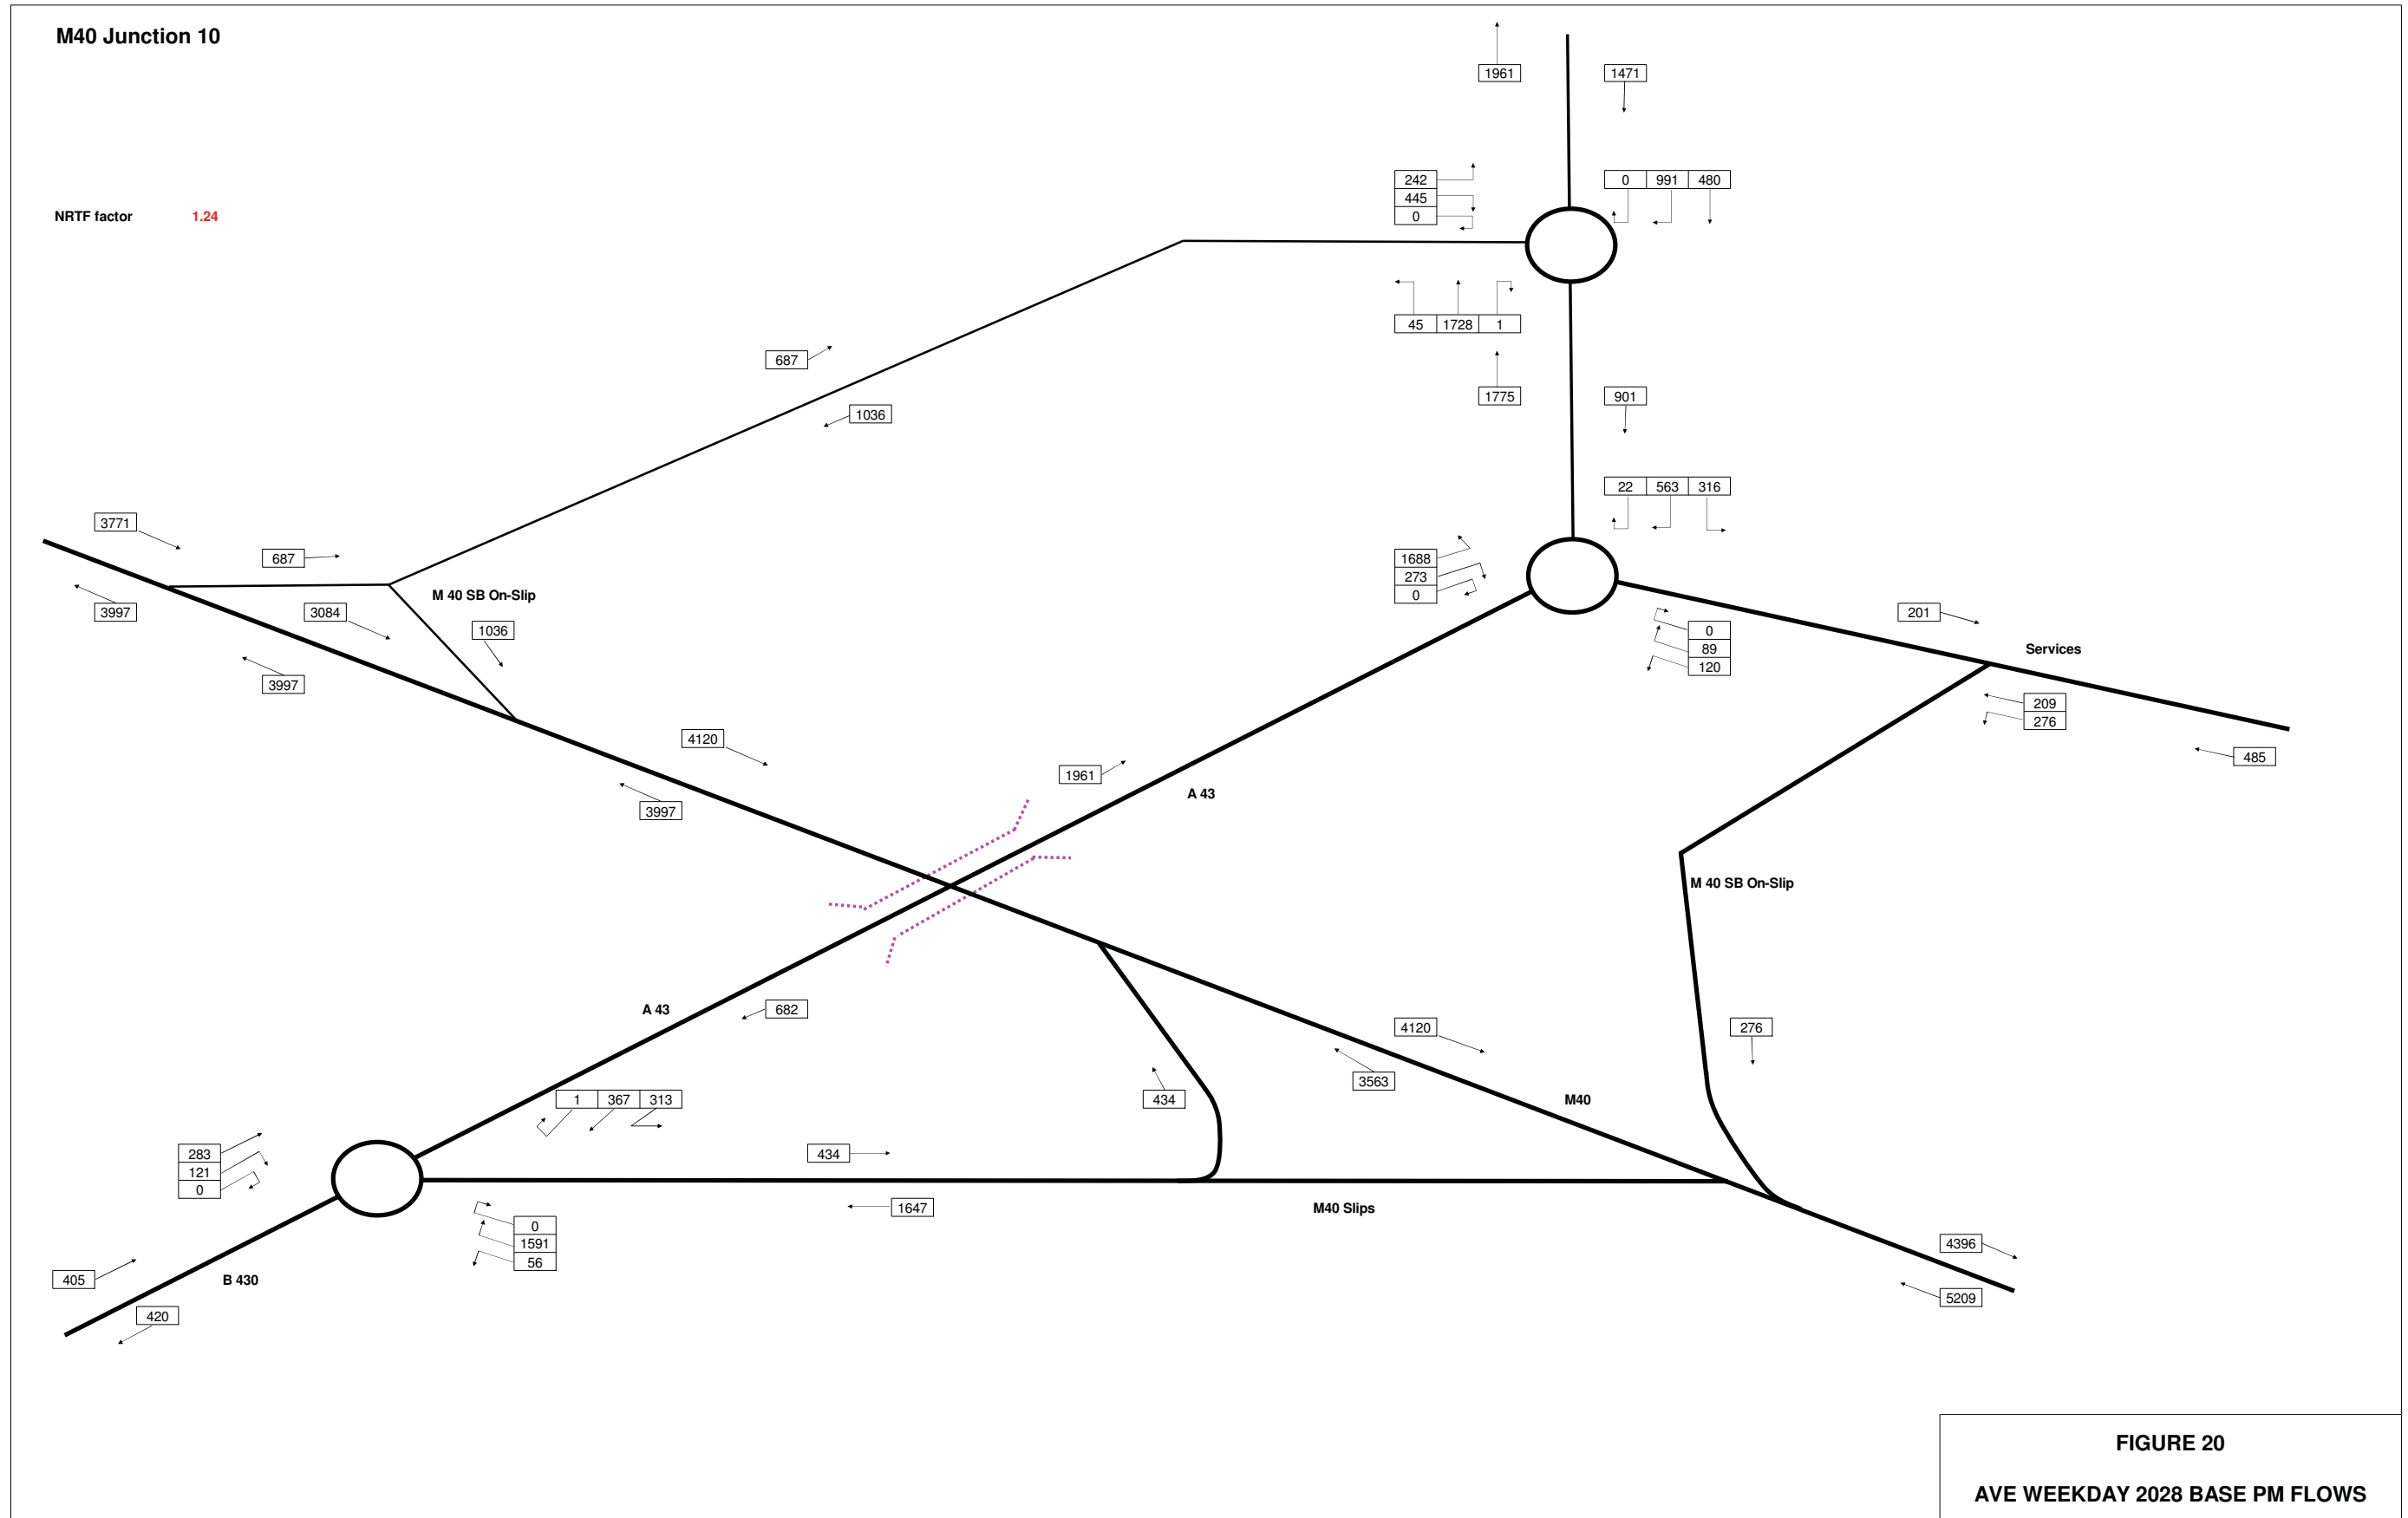 M40 Junction 10
1961 1471
242
445
0
0 991 480
NRTF factor 1.24
45 1728 1
687
1775 901
1036
22 563 316
3771
687
1688
273
0
3997
3084
M 40 SB On-Slip
1036
201
0
89
120
Services
3997
209
276
4120
485
1961
A 43
3997
M 40 SB On-Slip
A 43
682
4120
276
3563
1 367 313
434
M40
283
121
0
434
1647
M40 Slips
0
1591
56
4396
405
B 430
5209
420
FIGURE 20
AVE WEEKDAY 2028 BASE PM FLOWS